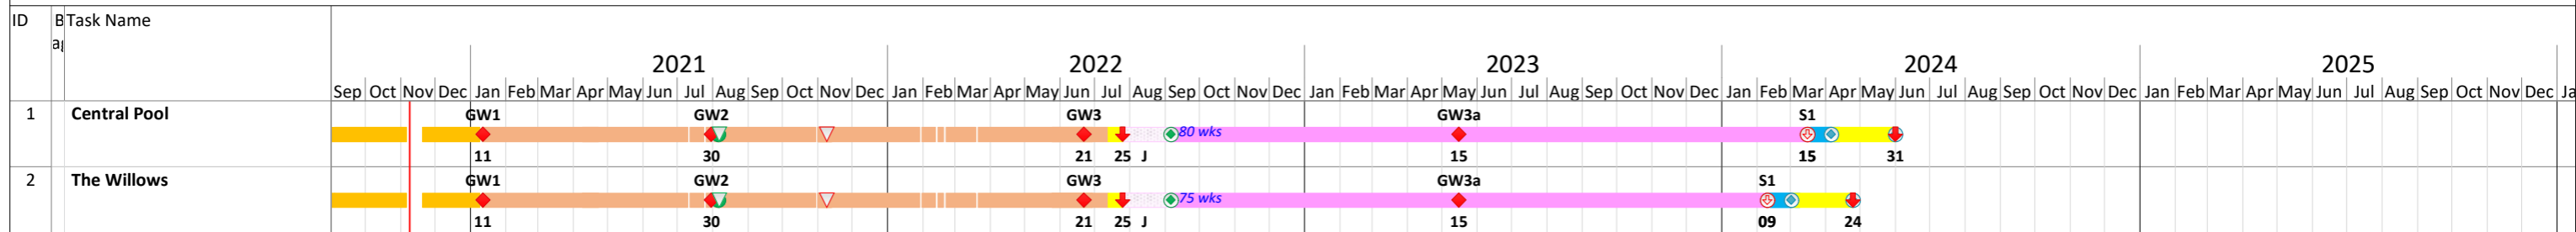 ID B Task Name
a
2021 2022 2023 2024 2025
Sep Oct Nov Dec Jan Feb Mar Apr May Jun Jul Aug Sep Oct Nov Dec Jan Feb Mar Apr May Jun Jul Aug Sep Oct Nov Dec Jan Feb Mar Apr May Jun Jul Aug Sep Oct Nov Dec Jan Feb Mar Apr May Jun Jul Aug Sep Oct Nov Dec Jan Feb Mar Apr May Jun Jul Aug Sep Oct Nov Dec Ja
1 Central Pool GW1 GW2 GW3 GW3a S1
80 wks
11 30 21 25 J 15 15 31
2 The Willows GW1 GW2 GW3 GW3a S1
75 wks
11 30 21 25 J 15 09 24